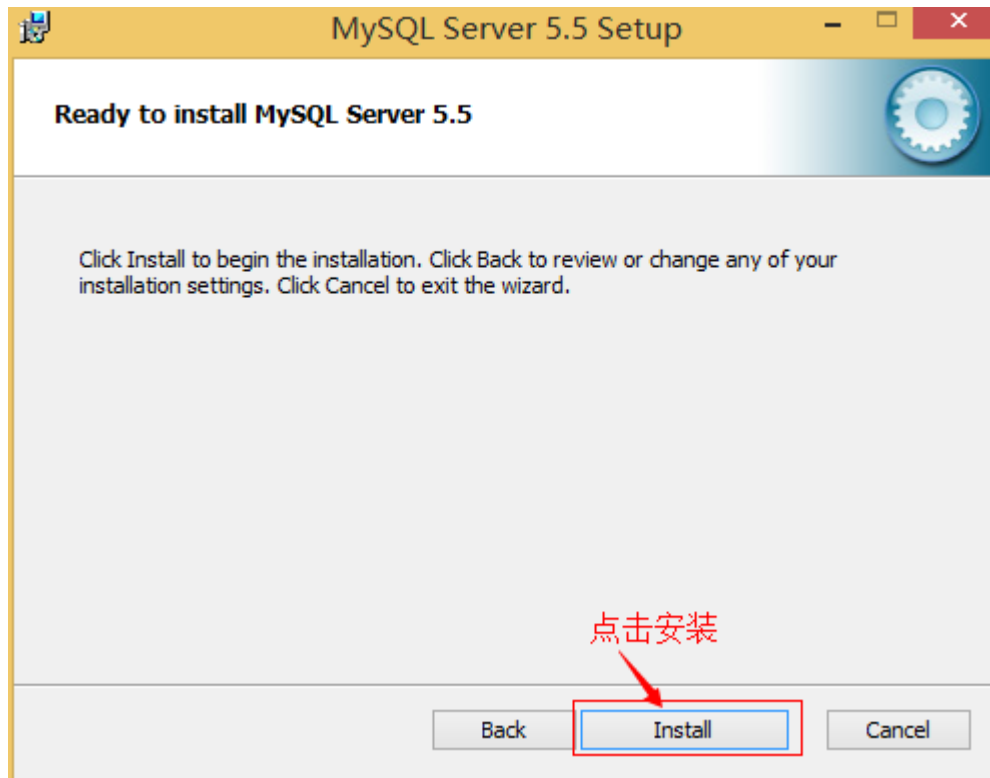 MySQL Server 5.5 Setup
Ready to install MySQL Server 5.5
Click Install to begin the installation. Click Back to review or change any of your
installation settings. Click Cancel to exit the wizard.
点击安装
Back Install Cancel